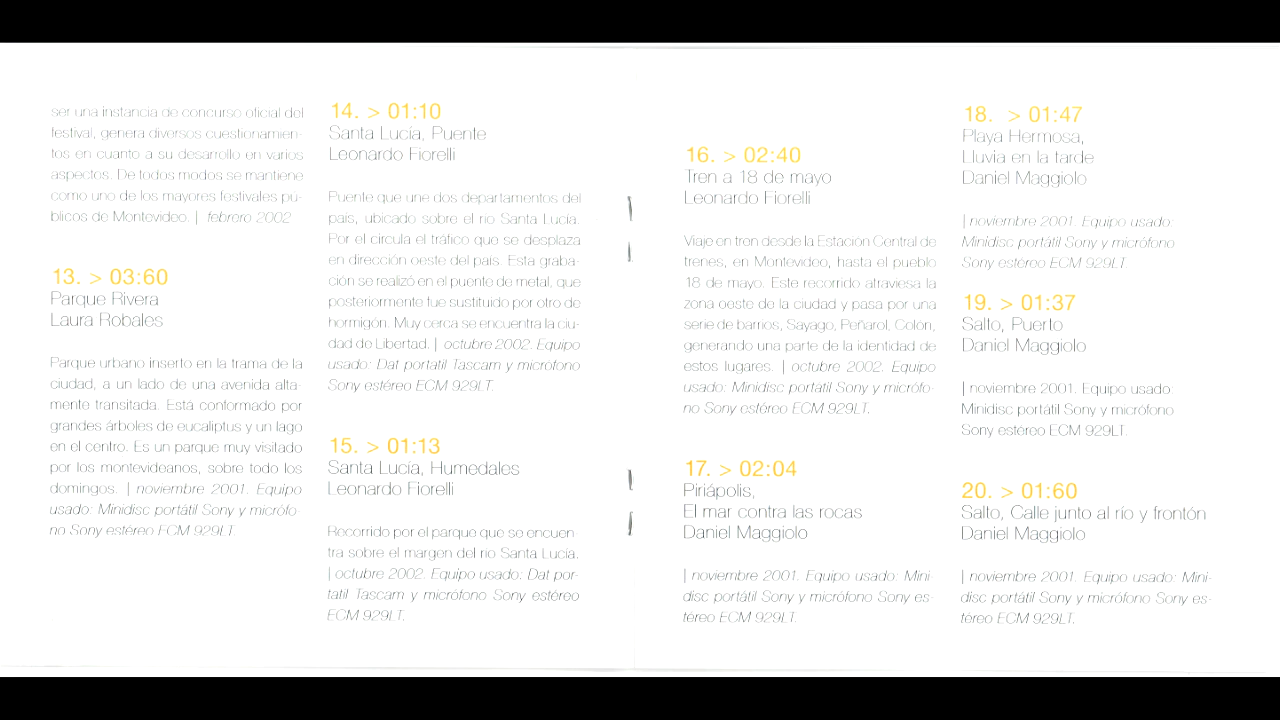 ser una instancia de concurso oficial del
festival, genera diversos cuestionamien-
tos en cuanto a su desarrollo en varios
aspectos. De todos modos se mantiene
como uno de los mayores festivales pú-
blicos de Montevideo. | febrero 2002
13. > 03:60
Parque Rivera
Laura Robales
Parque urbano inserto en la trama de la
ciudad, a un lado de una avenida alta-
mente transitada. Está conformado por
grandes árboles de eucaliptus y un lago
en el centro. Es un parque muy visitado
por los montevideanos, sobre todo los
domingos. | noviembre 2001. Equipo
usado: Minidisc portátil Sony y micrófo-
no Sony estéreo ECM 929LT.
14. > 01:10
Santa Lucía, Puente
Leonardo Fiorelli
Puente que une dos departamentos del
país, ubicado sobre el río Santa Lucía.
Por el circula el tráfico que se desplaza
en dirección oeste del país. Esta graba-
ción se realizó en el puente de metal, que
posteriormente fue sustituido por otro de
hormigón. Muy cerca se encuentra la ciu-
dad de Libertad. | octubre 2002. Equipo
usado: Dat portatil Tascam y micrófono
Sony estéreo ECM 929LT.
15. > 01:13
Santa Lucía, Humedales
Leonardo Fiorelli
Recorrido por el parque que se encuen-
tra sobre el margen del río Santa Lucía.
| octubre 2002. Equipo usado: Dat por-
tatil Tascam y micrófono Sony estéreo
ECM 929LT.
16. > 02:40
Tren a 18 de mayo
Leonardo Fiorelli
Viaje en tren desde la Estación Central de
trenes, en Montevideo, hasta el pueblo
18 de mayo. Este recorrido atraviesa la
zona oeste de la ciudad y pasa por una
serie de barrios, Sayago, Peñarol, Colón,
generando una parte de la identidad de
estos lugares. | octubre 2002. Equipo
usado: Minidisc portatil Sony y micrófo-
no Sony estéreo ECM 929LT.
17. > 02:04
Piriápolis,
El mar contra las rocas
Daniel Maggiolo
| noviembre 2001. Equipo usado: Mini-
disc portátil Sony y micrófono Sony es-
téreo ECM 929LT.
18. > 01:47
Playa Hermosa,
Lluvia en la tarde
Daniel Maggiolo
| noviembre 2001. Equipo usado:
Minidisc portátil Sony y micrófono
Sony estéreo ECM 929LT
19. > 01:37
Salto, Puerto
Daniel Maggiolo
| noviembre 2001. Equipo usado:
Minidisc portátil Sony y micrófono
Sony estéreo ECM 929LT.
20. > 01:60
Salto, Calle junto al río y frontón
Daniel Maggiolo
| noviembre 2001. Equipo usado: Mini-
disc portátil Sony y micrófono Sony es-
téreo ECM 929LT.